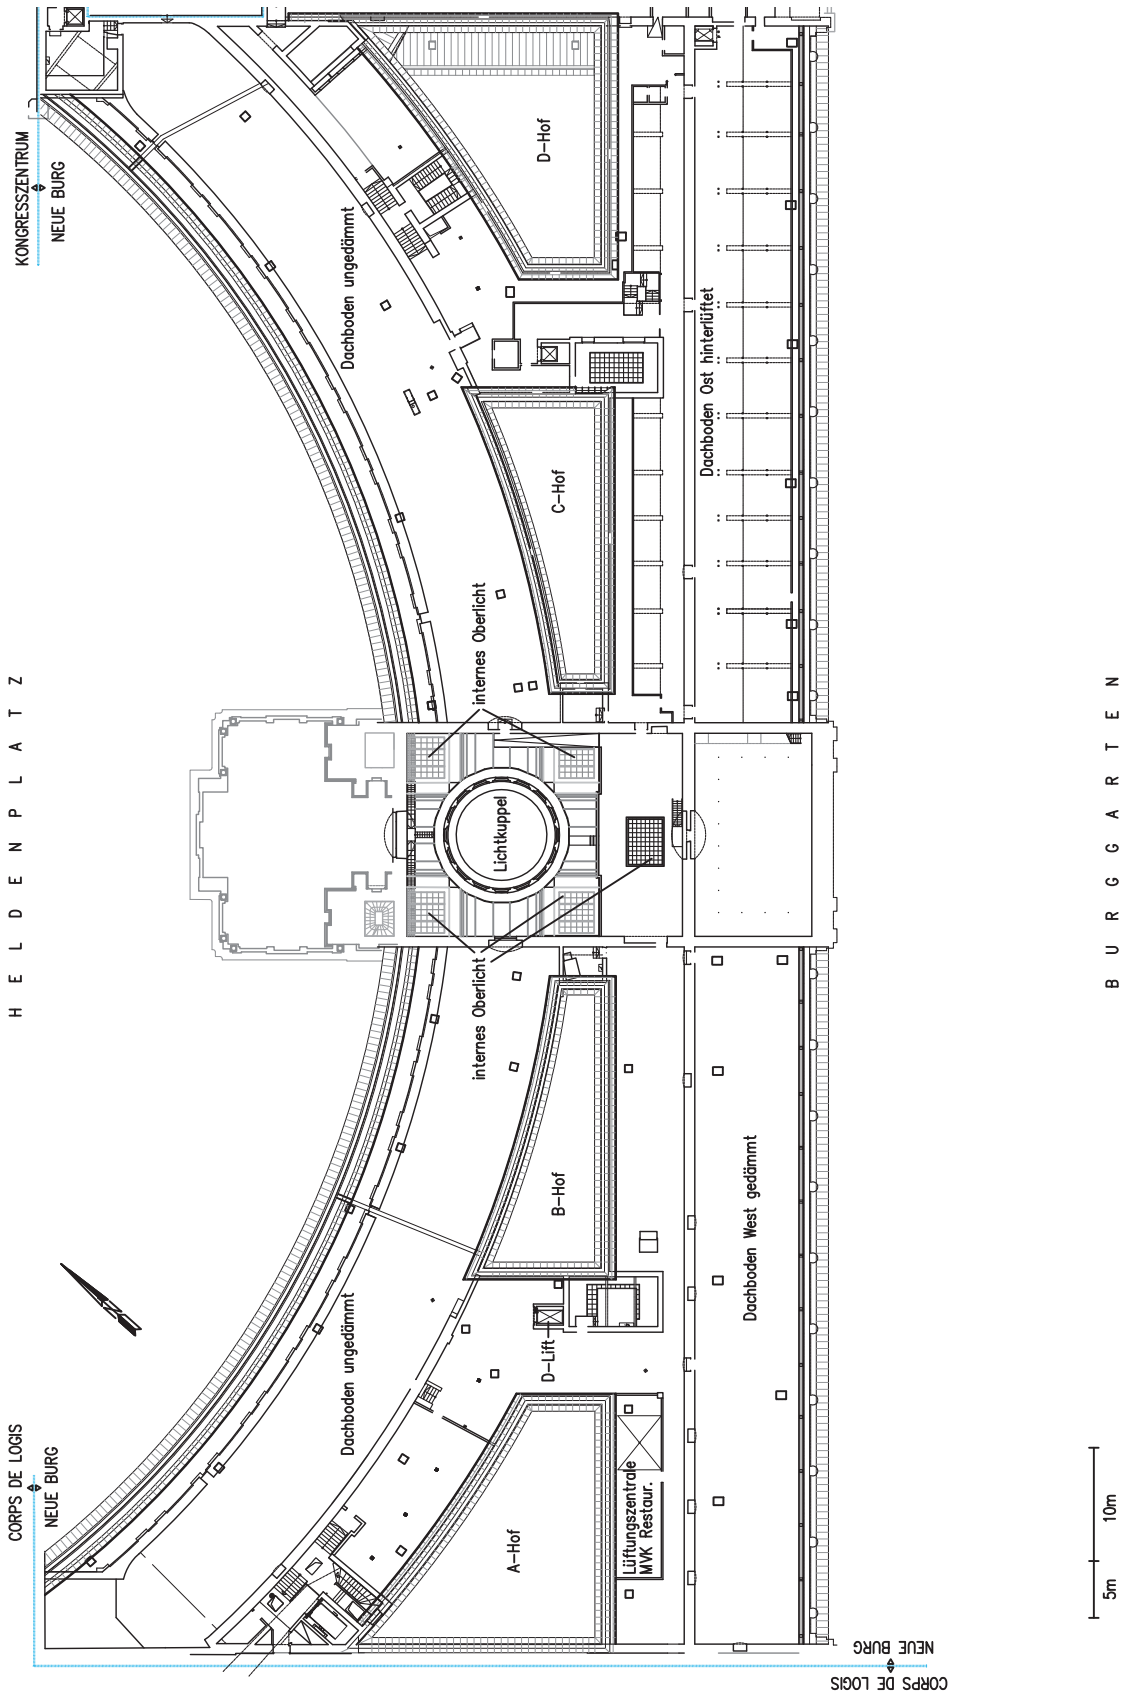 KONGRESSZENTRUM
NEUE BURG
D-Hof
Dachboden ungedämmt
Dachboden Ost hinterlüftet
C-Hof
internes Oberlicht
HELDENPLATZ
BURGGARTEN
Lichtkuppel
internes Oberlicht
B-Hof
Dachboden West gedämmt
Dachboden ungedämmt
D-Lift
CORPS DE LOGIS
NEUE BURG
Lüftungszentrale
MVK Restaur.
A-Hof
10m
5m
NEUE BURG
CORPS DE LOGIS